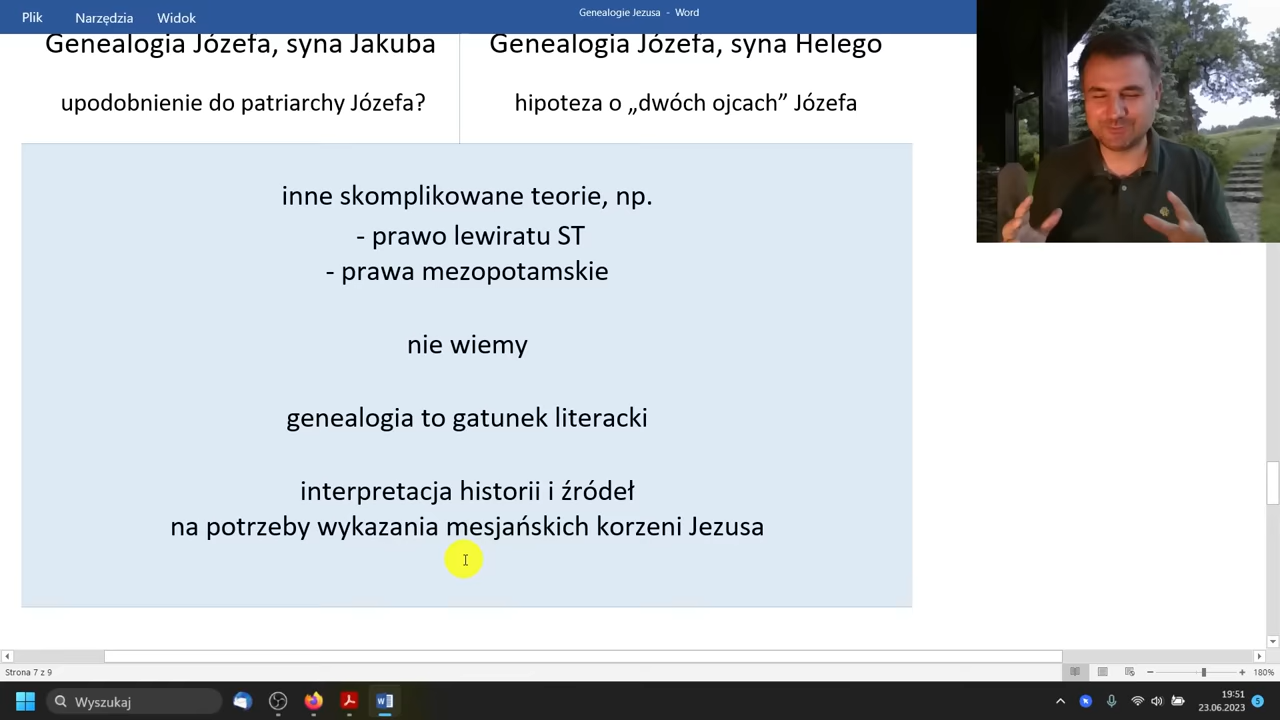 Plik Narzędzia Widok
Genealogie Jezusa - Word
Genealogia Józefa, syna Jakuba
Genealogia Józefa, syna Helego
upodobnienie do patriarchy Józefa?
hipoteza o „dwóch ojcach” Józefa
inne skomplikowane teorie, np.
- prawo lewiratu ST
- prawa mezopotamskie
nie wiemy
genealogia to gatunek literacki
interpretacja historii i źródeł
na potrzeby wykazania mesjańskich korzeni Jezusa
Strona 7 z 9
180%
Wyszukaj
19:51
23.06.2023
5